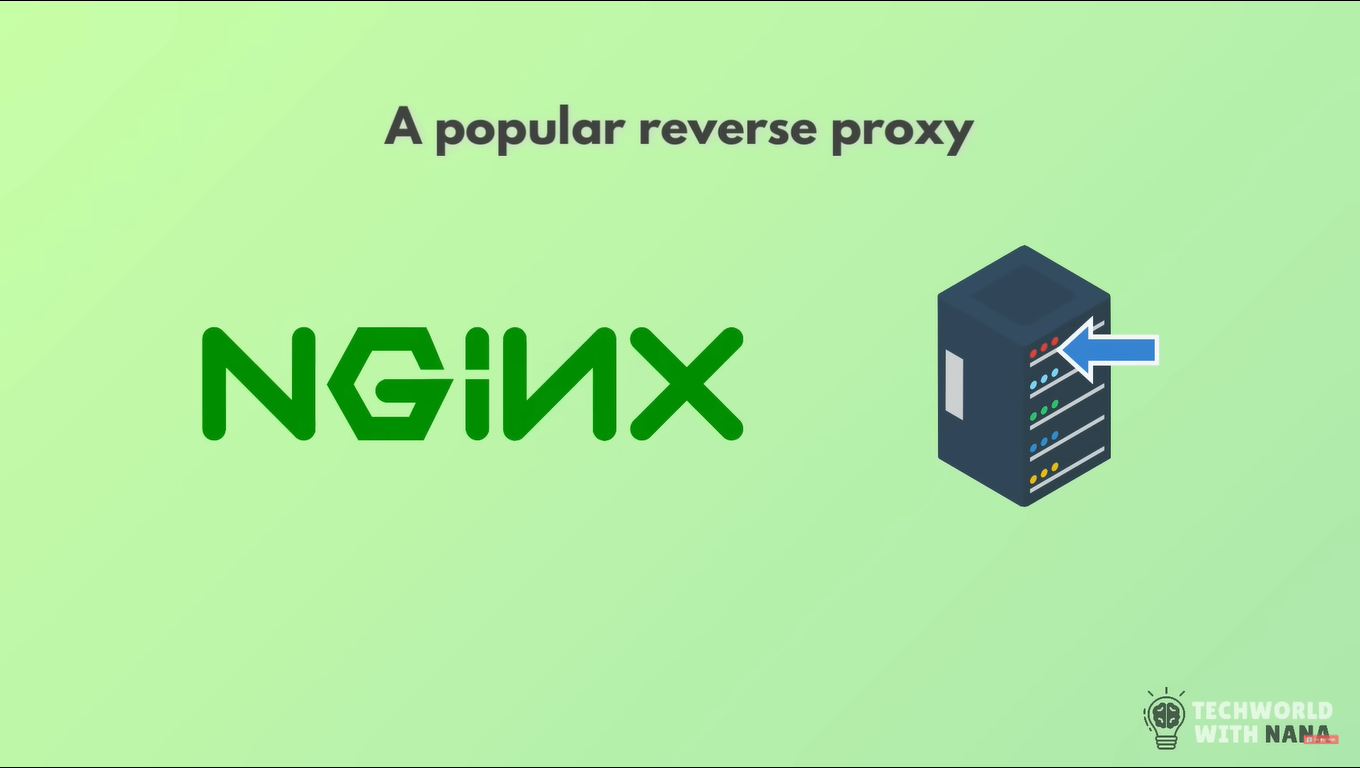 A popular reverse proxy
NGiNX
TECHWORLD
WITH NANA